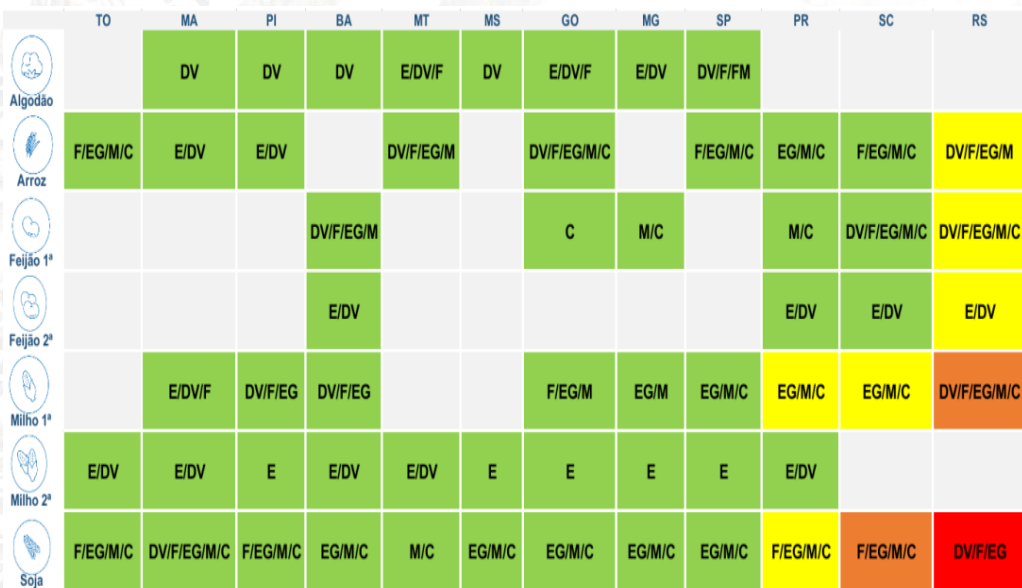 TO MA PI BA MT MS GO MG SP PR SC RS
Algodão DV DV DV E/DV/F DV E/DV/F E/DV DV/F/FM
Arroz F/EG/M/C E/DV E/DV DV/F/EG/M DV/F/EG/M/C F/EG/M/C EG/M/C F/EG/M/C DV/F/EG/M
Feijão 1ª DV/F/EG/M C M/C M/C DV/F/EG/M/C DV/F/EG/M/C
Feijão 2ª E/DV E/DV E/DV E/DV
Milho 1ª E/DV/F DV/F/EG DV/F/EG F/EG/M EG/M EG/M/C EG/M/C EG/M/C DV/F/EG/M/C
Milho 2ª E/DV E/DV E E/DV E/DV E E E E E/DV
Soja F/EG/M/C DV/F/EG/M/C F/EG/M/C EG/M/C M/C EG/M/C EG/M/C EG/M/C EG/M/C F/EG/M/C F/EG/M/C DV/F/EG